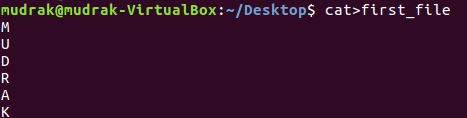 mudrak@mudrak-VirtualBox:~/Desktop$ cat>first_file
M
U
D
R
A
K